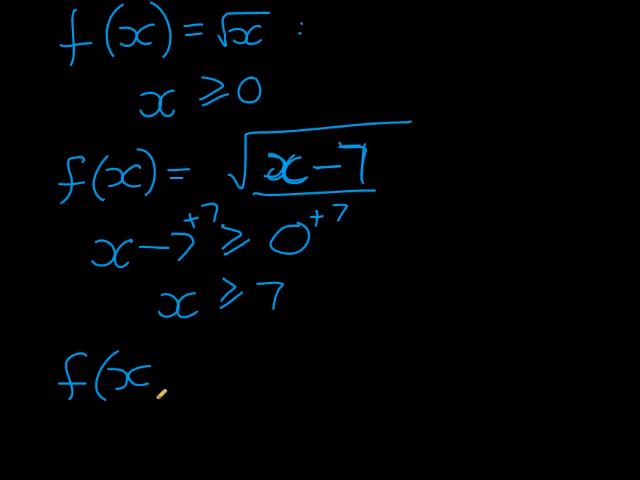 f(x) = √x :
x ⩾ 0
f(x) = √x − 7
x − 7 +7 ⩾ 0 +7
x ⩾ 7
f(x